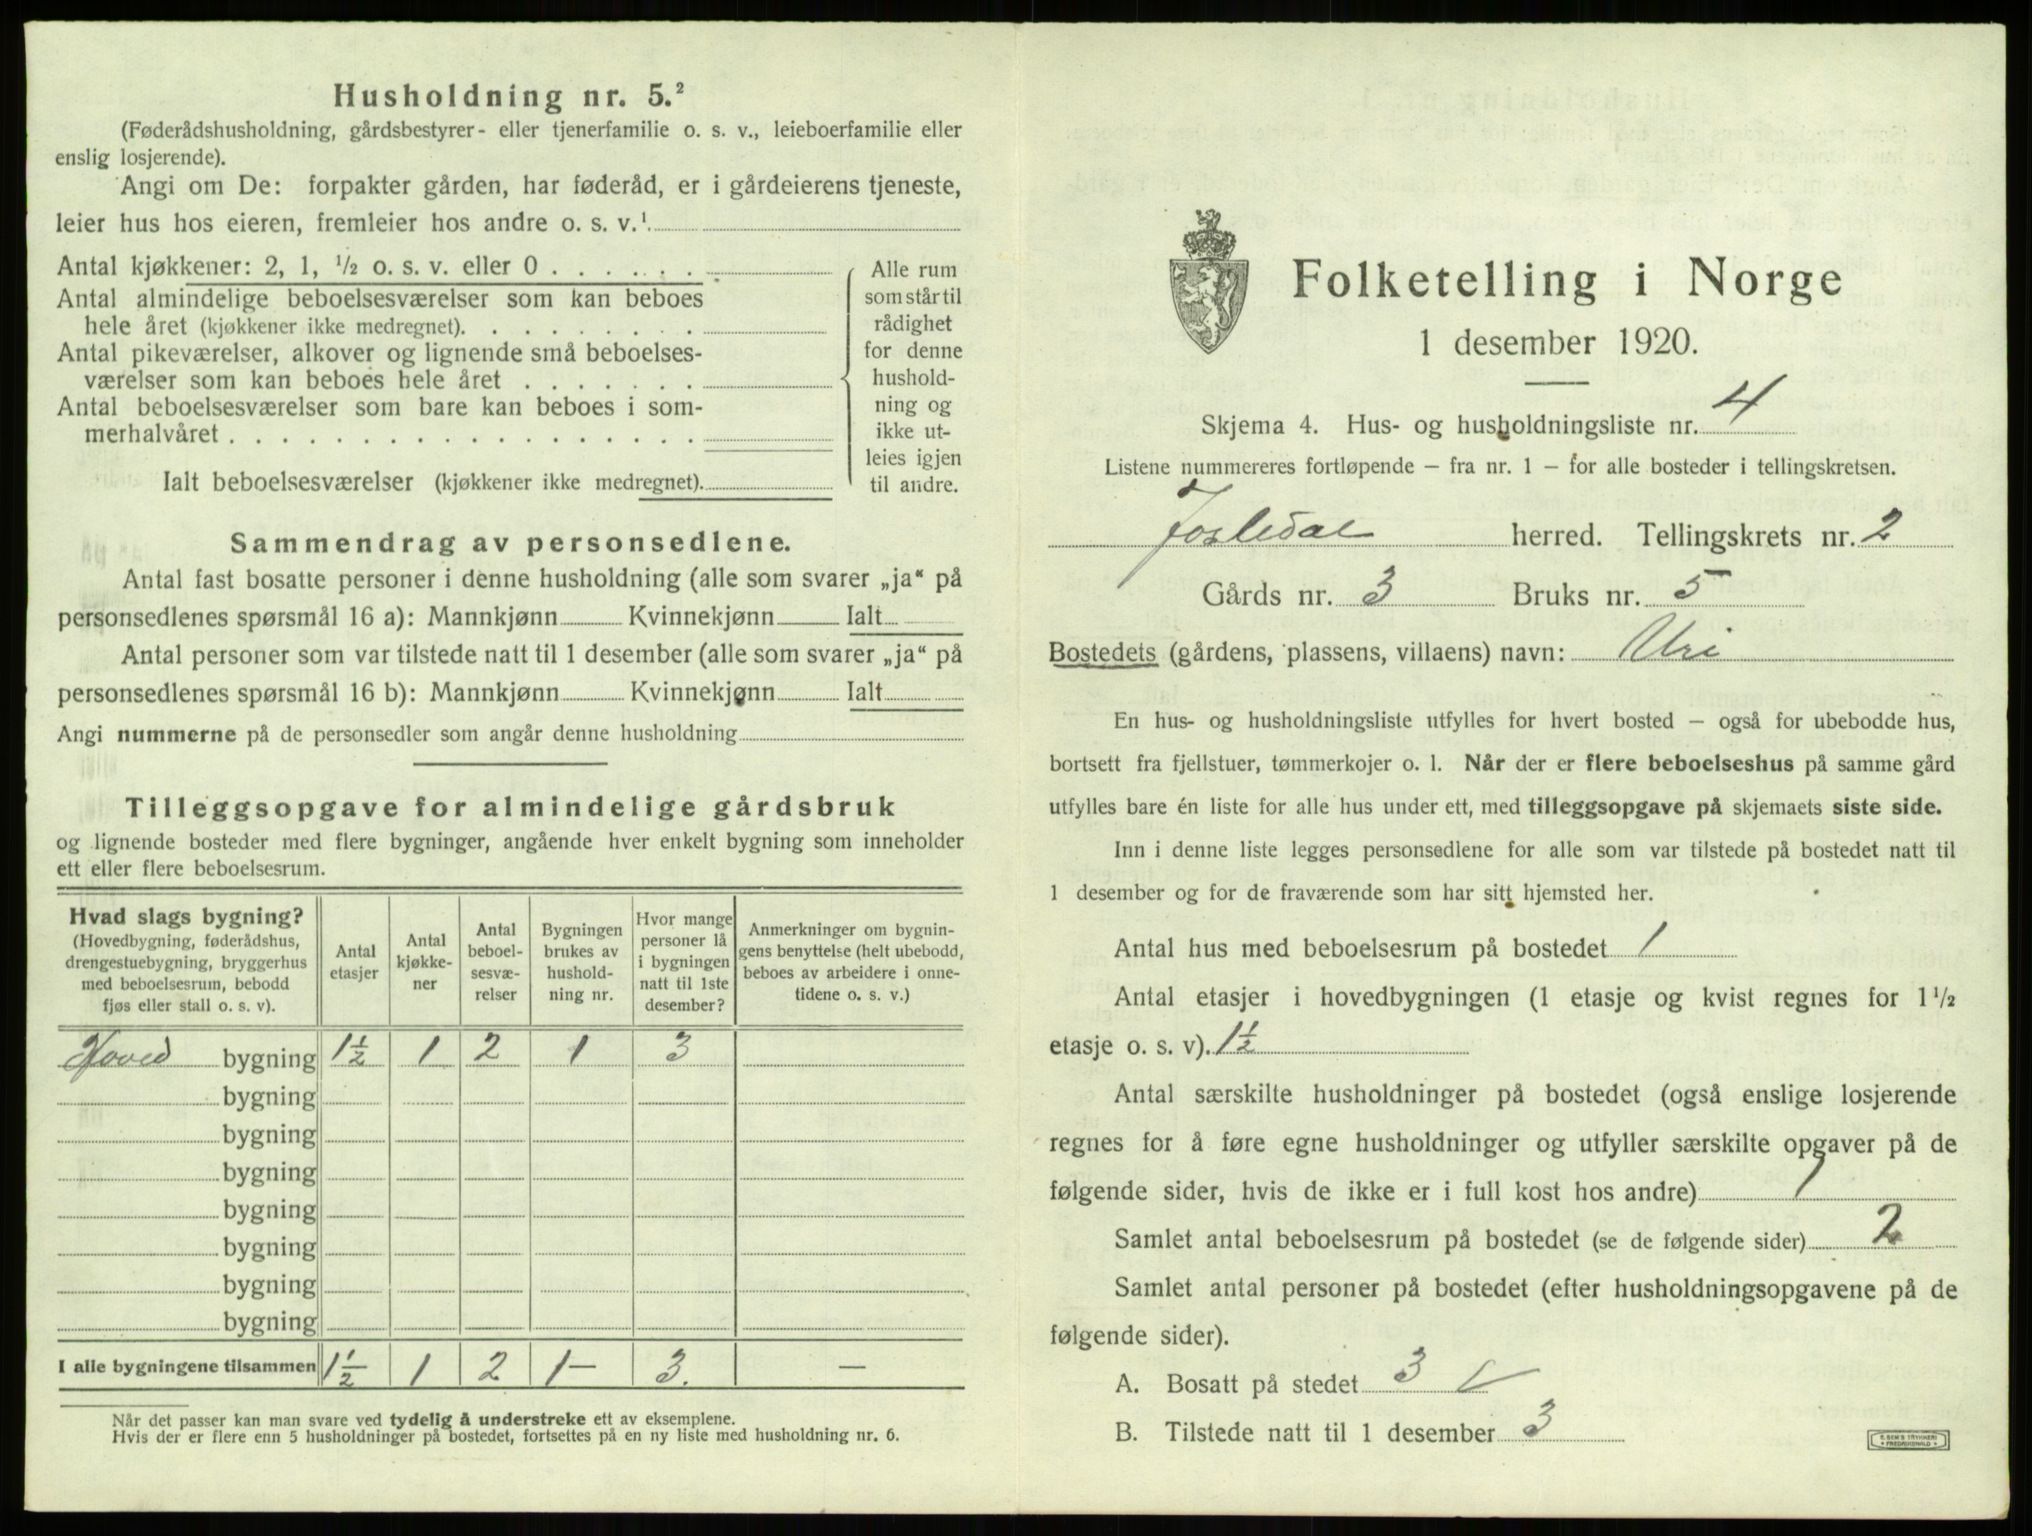 Husholdning nr. 5.²
(Føderådshusholdning, gårdsbestyrer- eller tjenerfamilie o. s. v., leieboerfamilie eller
enslig losjerende).
Angi om De: forpakter gården, har føderåd, er i gårdeierens tjeneste,
leier hus hos eieren, fremleier hos andre o. s. v.¹
Antal kjøkkener: 2, 1, ½ o. s. v. eller 0 . . . . . .
Antal almindelige beboelsesværelser som kan beboes
hele året (kjøkkener ikke medregnet). . . . . . . . .
Antal pikeværelser, alkover og lignende små beboelses-
værelser som kan beboes hele året . . . . . . .
Antal beboelsesværelser som bare kan beboes i som-
merhalvåret . . . . . . . . . . . . . . . . . .
Ialt beboelsesværelser (kjøkkener ikke medregnet).
Alle rum
som står til
rådighet
for denne
hushold-
ning og
ikke ut-
leies igjen
til andre.
Sammendrag av personsedlene.
Antal fast bosatte personer i denne husholdning (alle som svarer „ja“ på
personsedlenes spørsmål 16 a): Mannkjønn Kvinnekjønn Ialt
Antal personer som var tilstede natt til 1 desember (alle som svarer „ja“ på
personsedlenes spørsmål 16 b): Mannkjønn Kvinnekjønn Ialt
Angi nummerne på de personsedler som angår denne husholdning
Tilleggsopgave for almindelige gårdsbruk
og lignende bosteder med flere bygninger, angående hver enkelt bygning som inneholder
ett eller flere beboelsesrum.
Hvad slags bygning?
(Hovedbygning, føderådshus,
drengestuebygning, bryggerhus
med beboelsesrum, bebodd
fjøs eller stall o. s. v).
Antal
etasjer
Antal
kjøkke-
ner
Antal
beboel-
sesvæ-
relser
Bygningen
brukes av
hushold-
ning nr.
Hvor mange
personer lå
i bygningen
natt til 1ste
desember?
Anmerkninger om bygnin-
gens benyttelse (helt ubebodd,
beboes av arbeidere i onne-
tidene o. s. v.)
Hoved bygning 1½ 1 2 1 3
bygning
bygning
bygning
bygning
bygning
bygning
bygning
I alle bygningene tilsammen 1½ 1 2 1 — 3. —
Når det passer kan man svare ved tydelig å understreke ett av eksemplene.
Hvis der er flere enn 5 husholdninger på bostedet, fortsettes på en ny liste med husholdning nr. 6.
Folketelling i Norge
1 desember 1920.
Skjema 4. Hus- og husholdningsliste nr. 4
Listene nummereres fortløpende – fra nr. 1 – for alle bosteder i tellingskretsen.
Jostedal herred. Tellingskrets nr. 2
Gårds nr. 3 Bruks nr. 5
Bostedets (gårdens, plassens, villaens) navn: Uri
En hus- og husholdningsliste utfylles for hvert bosted – også for ubebodde hus,
bortsett fra fjellstuer, tømmerkojer o. l. Når der er flere beboelseshus på samme gård
utfylles bare én liste for alle hus under ett, med tilleggsopgave på skjemaets siste side.
Inn i denne liste legges personsedlene for alle som var tilstede på bostedet natt til
1 desember og for de fraværende som har sitt hjemsted her.
Antal hus med beboelsesrum på bostedet 1
Antal etasjer i hovedbygningen (1 etasje og kvist regnes for 1½
etasje o. s. v). 1½
Antal særskilte husholdninger på bostedet (også enslige losjerende
regnes for å føre egne husholdninger og utfyller særskilte opgaver på de
følgende sider, hvis de ikke er i full kost hos andre) 1
Samlet antal beboelsesrum på bostedet (se de følgende sider) 2
Samlet antal personer på bostedet (efter husholdningsopgavene på de
følgende sider).
A. Bosatt på stedet 3
B. Tilstede natt til 1 desember 3